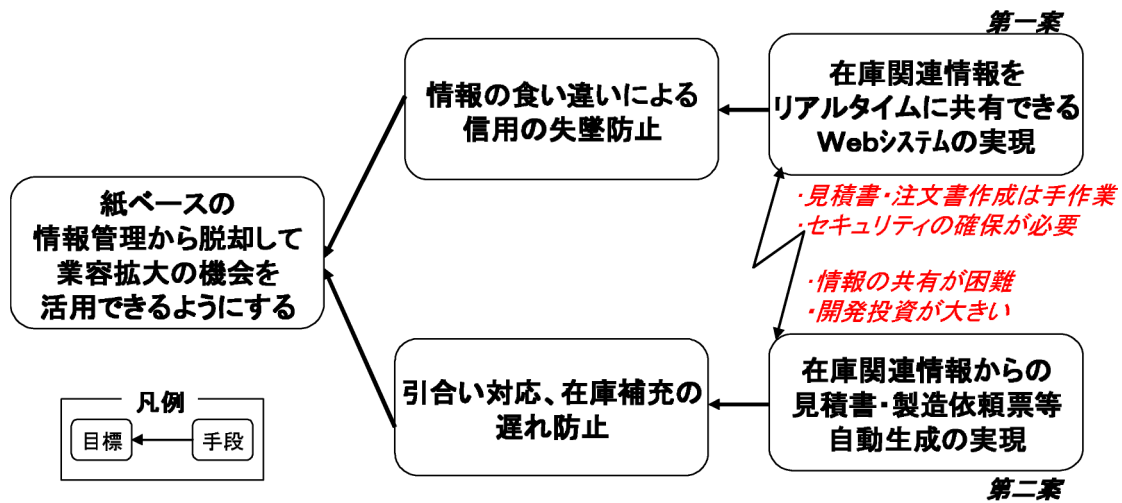 第一案
情報の食い違いによる
信用の失墜防止
在庫関連情報を
リアルタイムに共有できる
Webシステムの実現
・見積書・注文書作成は手作業
・セキュリティの確保が必要
紙ベースの
情報管理から脱却して
業容拡大の機会を
活用できるようにする
・情報の共有が困難
・開発投資が大きい
引合い対応、在庫補充の
遅れ防止
在庫関連情報からの
見積書・製造依頼票等
自動生成の実現
凡例
目標
手段
第二案